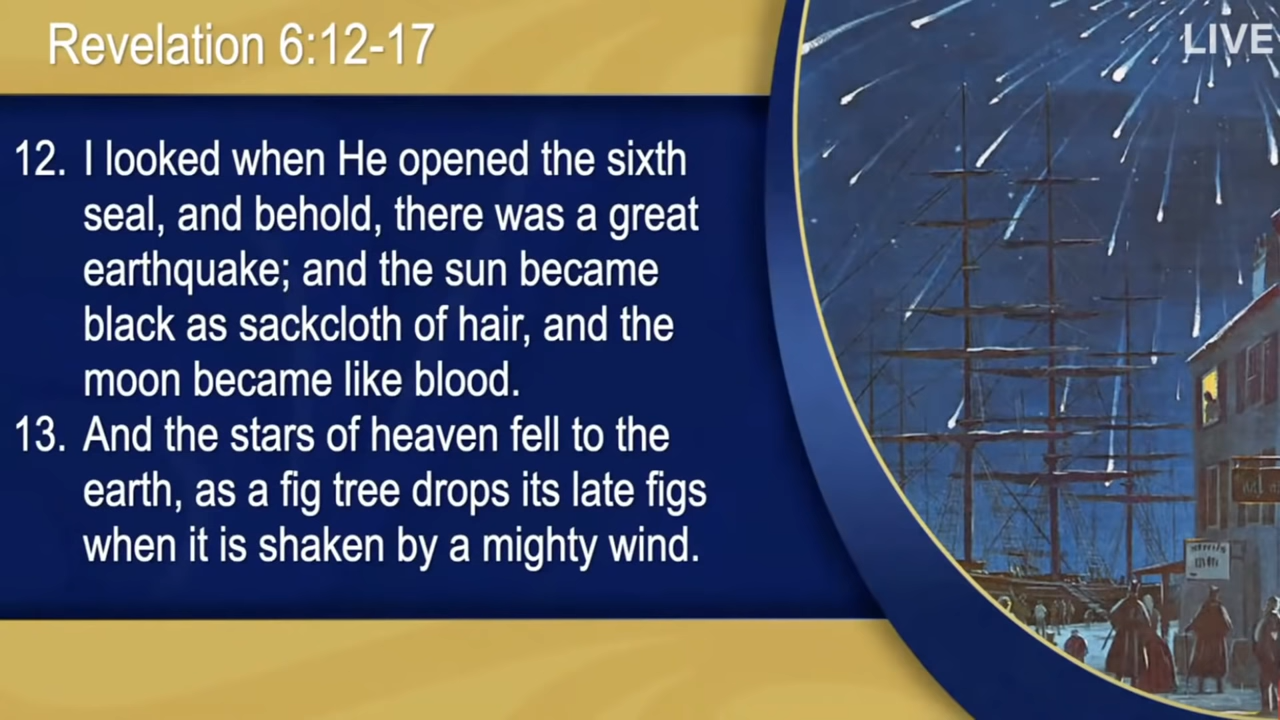 Revelation 6:12-17
LIVE
12. I looked when He opened the sixth
seal, and behold, there was a great
earthquake; and the sun became
black as sackcloth of hair, and the
moon became like blood.
13. And the stars of heaven fell to the
earth, as a fig tree drops its late figs
when it is shaken by a mighty wind.